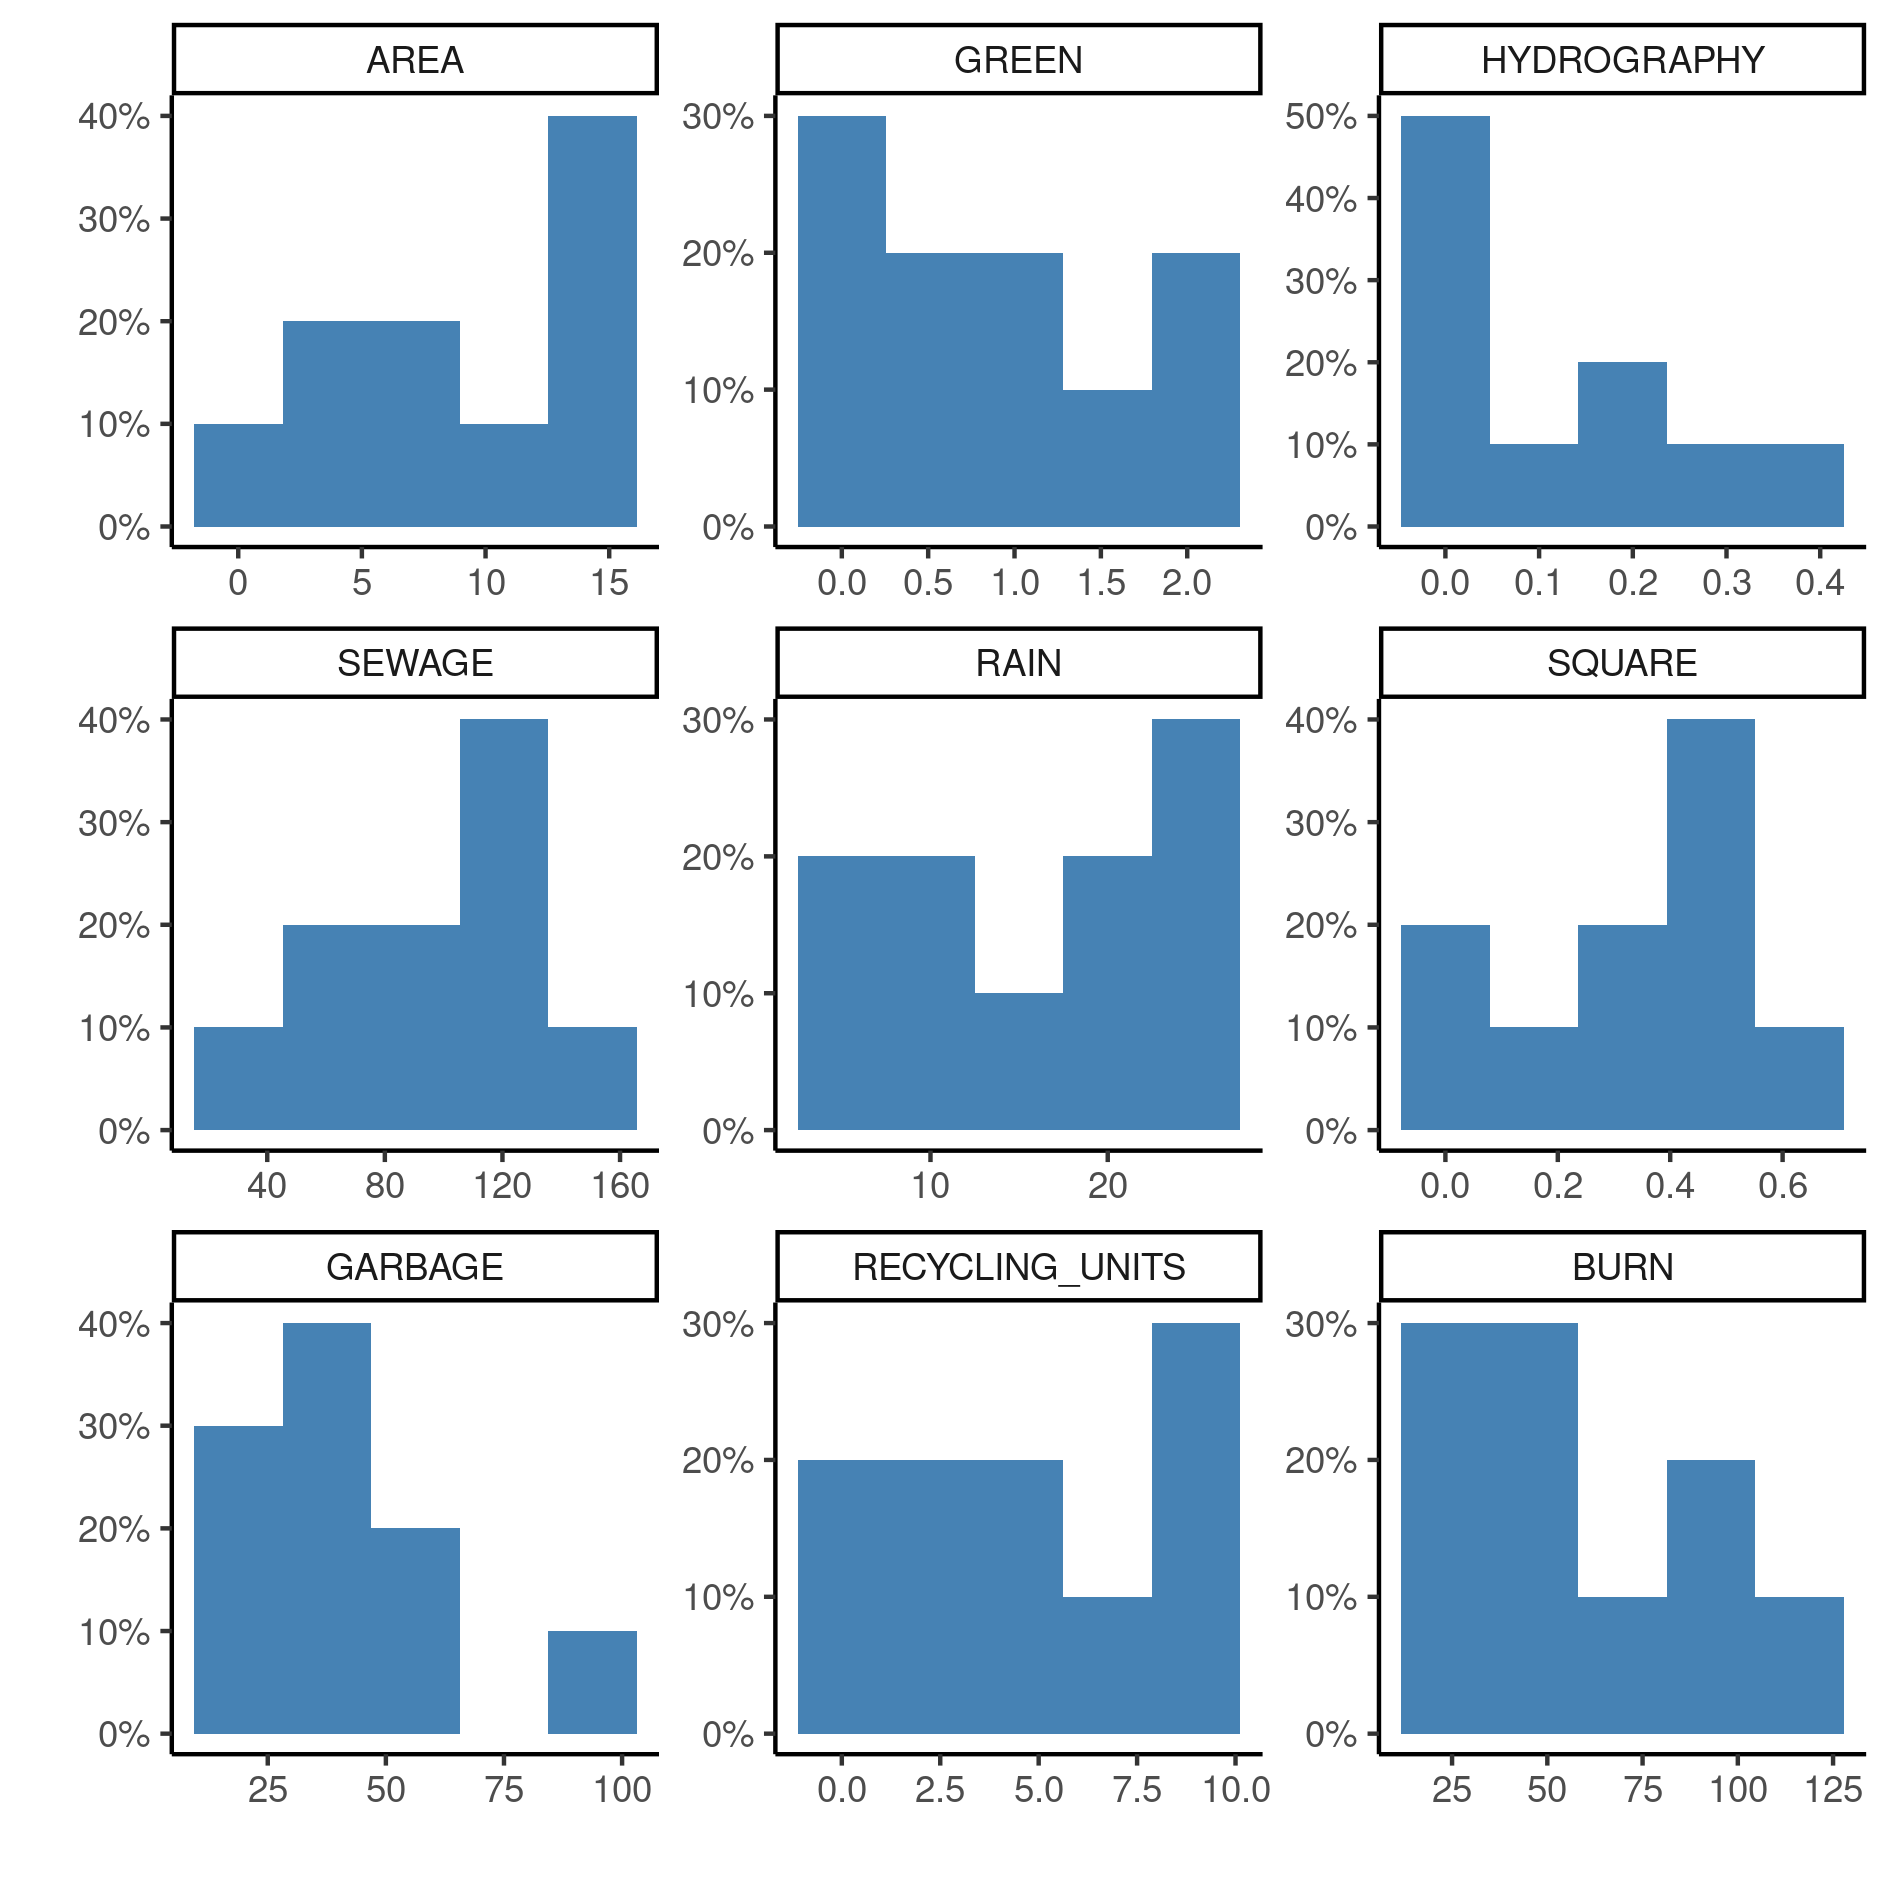 AREA GREEN HYDROGRAPHY
40% 30% 50%
40%
30%
30% 20% 30%
20% 20%
10% 10% 10%
0% 0% 0%
0 5 10 15 0.0 0.5 1.0 1.5 2.0 0.0 0.1 0.2 0.3 0.4
SEWAGE RAIN SQUARE
40% 30% 40%
30% 30%
20%
20% 20%
10% 10% 10%
0% 0% 0%
40 80 120 160 10 20 0.0 0.2 0.4 0.6
GARBAGE RECYCLING_UNITS BURN
40% 30% 30%
30% 20% 20%
20%
10% 10% 10%
0% 0% 0%
25 50 75 100 0.0 2.5 5.0 7.5 10.0 25 50 75 100 125